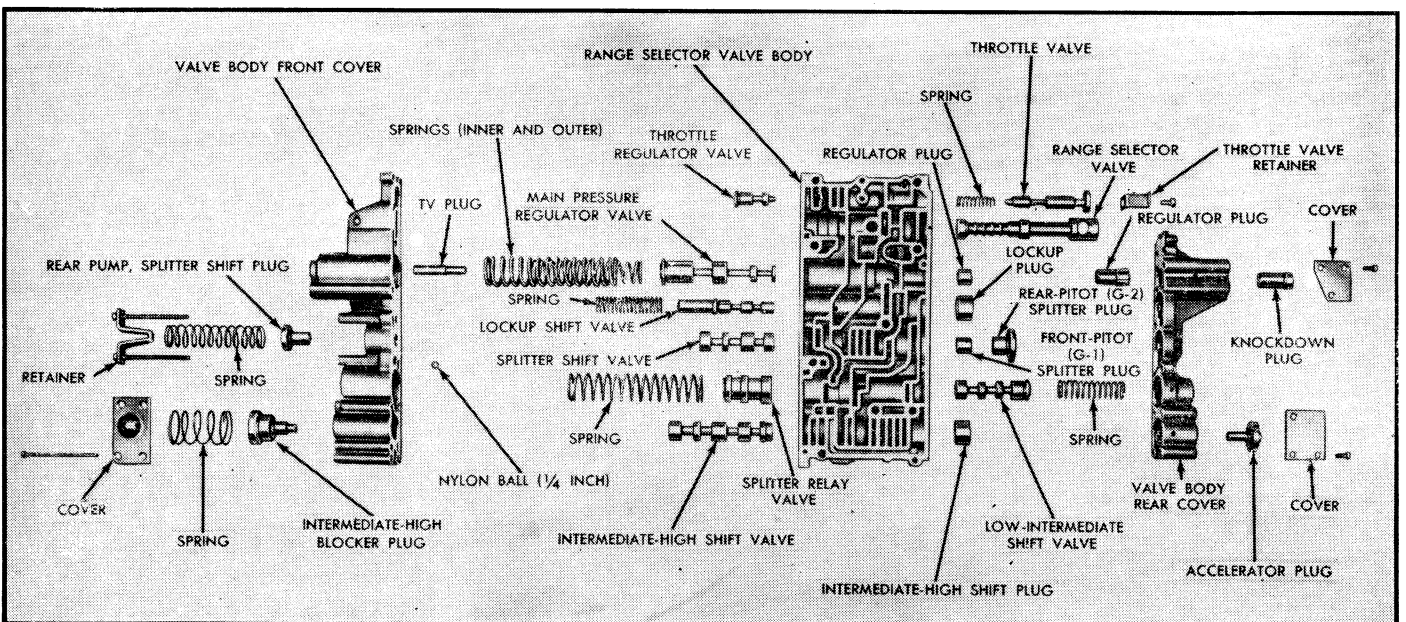 VALVE BODY FRONT COVER
RANGE SELECTOR VALVE BODY
THROTTLE VALVE
SPRING
SPRINGS (INNER AND OUTER)
THROTTLE
REGULATOR VALVE
REGULATOR PLUG
RANGE SELECTOR
VALVE
THROTTLE VALVE
RETAINER
TV PLUG
MAIN PRESSURE
REGULATOR VALVE
REGULATOR PLUG
COVER
REAR PUMP, SPLITTER SHIFT PLUG
LOCKUP
PLUG
SPRING
LOCKUP SHIFT VALVE
REAR-PITOT (G-2)
SPLITTER PLUG
KNOCKDOWN
PLUG
SPLITTER SHIFT VALVE
FRONT-PITOT
(G-1)
SPLITTER PLUG
RETAINER
SPRING
SPRING
SPRING
COVER
SPRING
INTERMEDIATE-HIGH
BLOCKER PLUG
NYLON BALL (1/4 INCH)
INTERMEDIATE-HIGH SHIFT VALVE
SPLITTER RELAY
VALVE
LOW-INTERMEDIATE
SHIFT VALVE
VALVE BODY
REAR COVER
COVER
INTERMEDIATE-HIGH SHIFT PLUG
ACCELERATOR PLUG